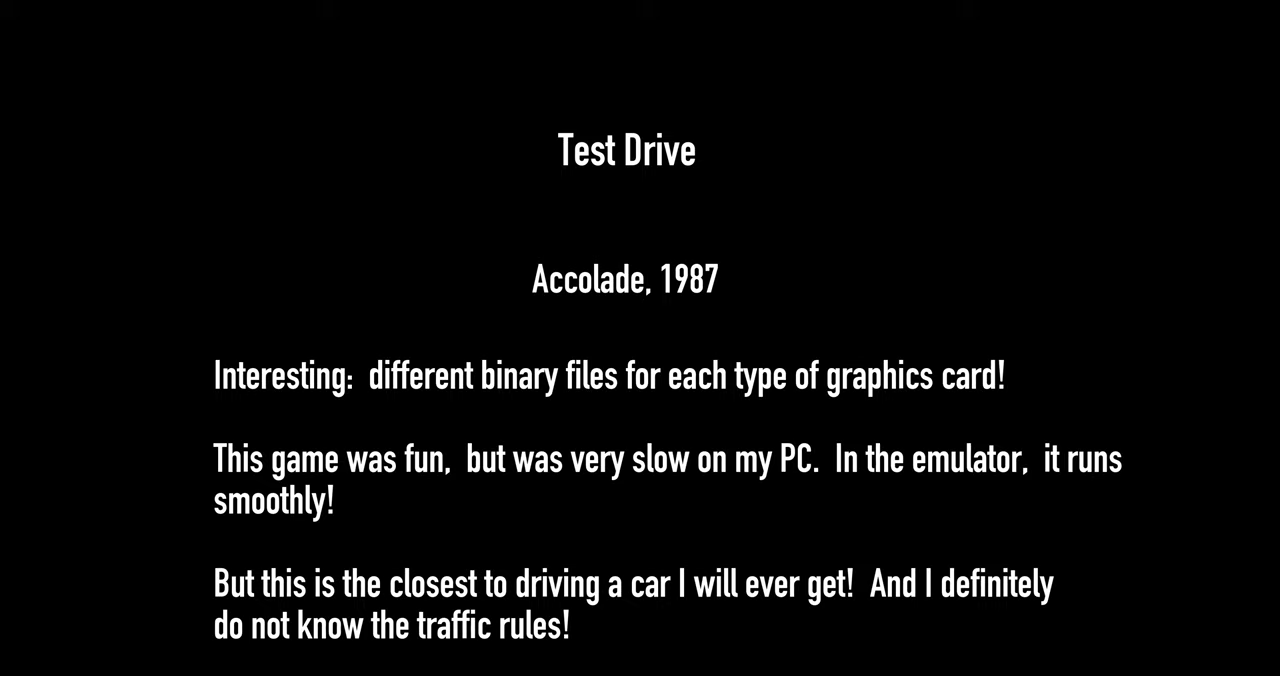 Test Drive
Accolade, 1987
Interesting:  different binary files for each type of graphics card!
This game was fun,  but was very slow on my PC.  In the emulator,  it runs
smoothly!
But this is the closest to driving a car I will ever get!  And I definitely
do not know the traffic rules!